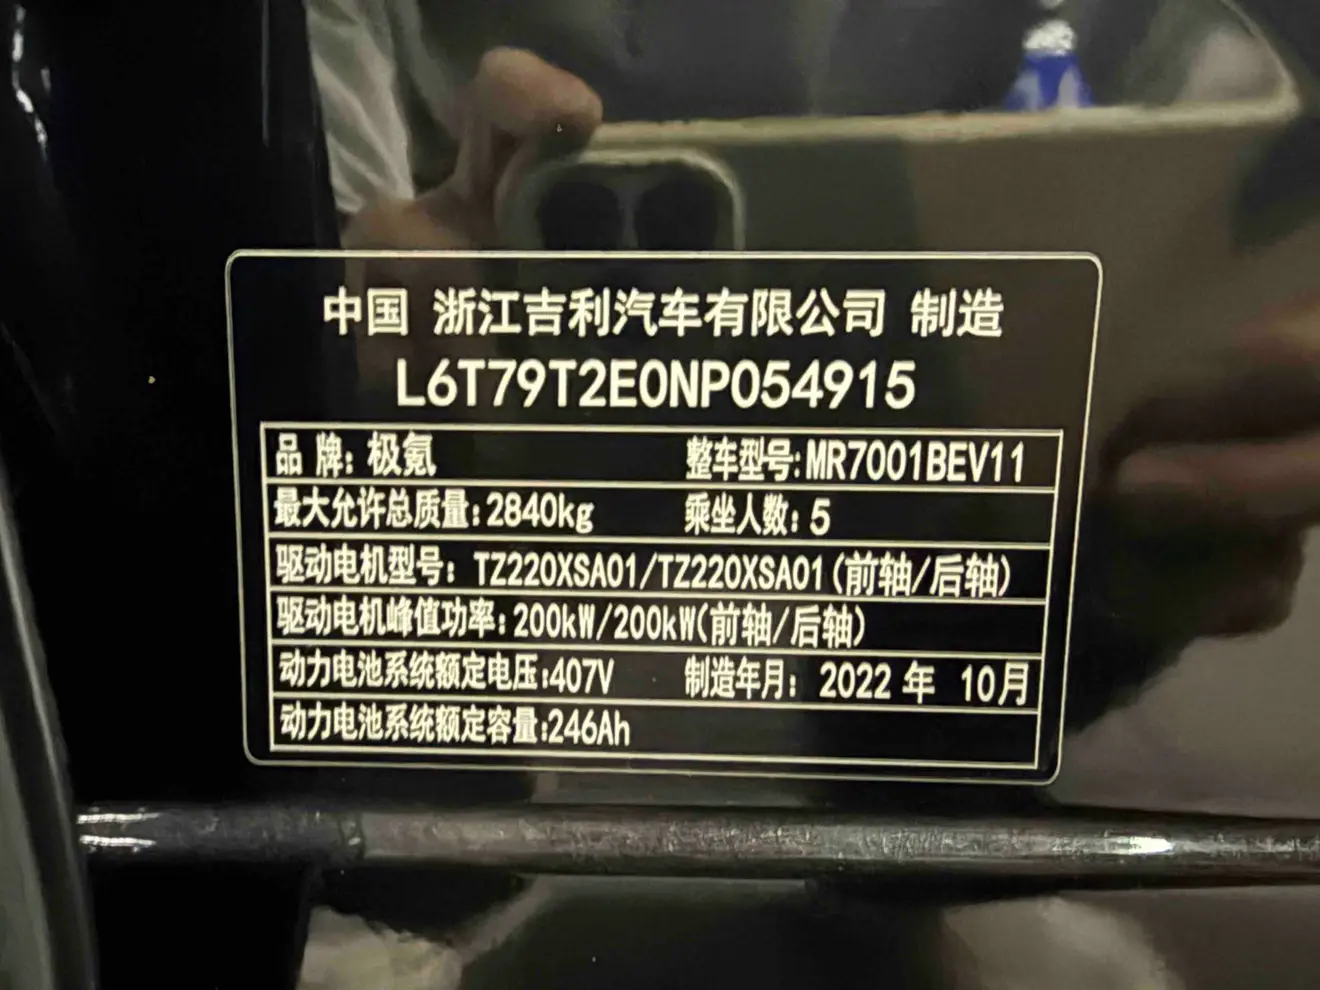 中国 浙江吉利汽车有限公司 制造
L6T79T2E0NP054915
品 牌: 极氪 整车型号:MR7001BEV11
最大允许总质量:2840kg 乘坐人数: 5
驱动电机型号: TZ220XSA01/TZ220XSA01(前轴/后轴)
驱动电机峰值功率:200kW/200kW(前轴/后轴)
动力电池系统额定电压:407V 制造年月: 2022 年 10月
动力电池系统额定容量:246Ah